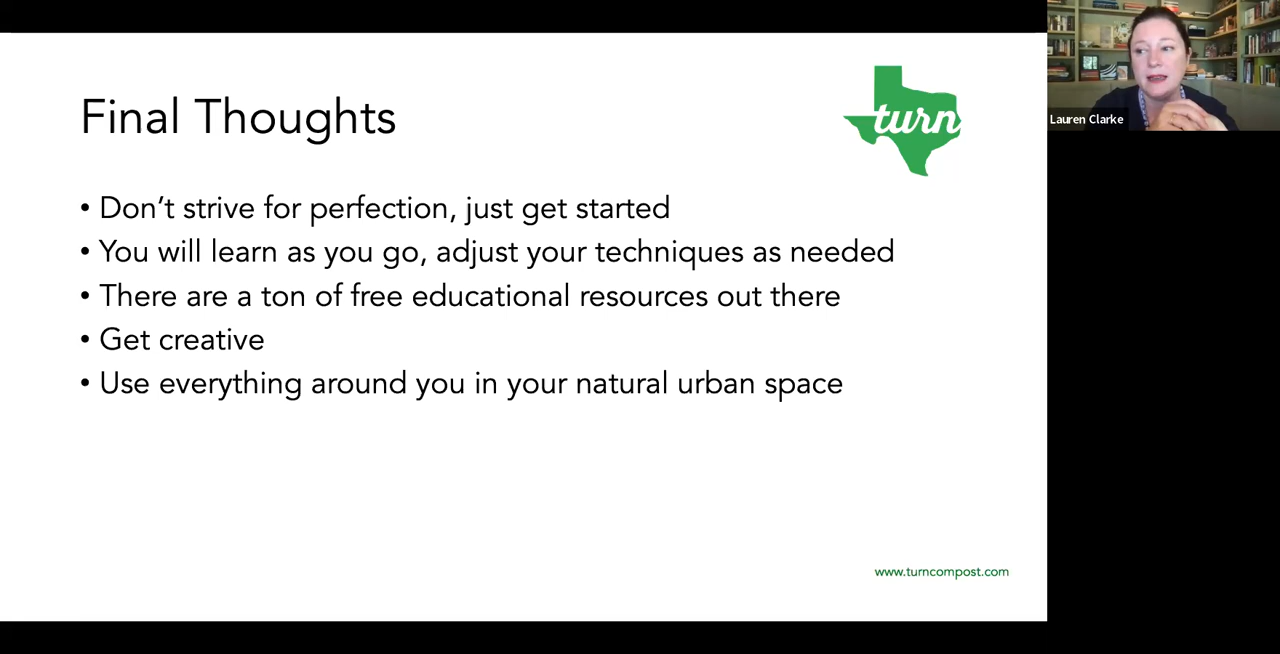 Final Thoughts
turn
Lauren Clarke
• Don’t strive for perfection, just get started
• You will learn as you go, adjust your techniques as needed
• There are a ton of free educational resources out there
• Get creative
• Use everything around you in your natural urban space
www.turncompost.com